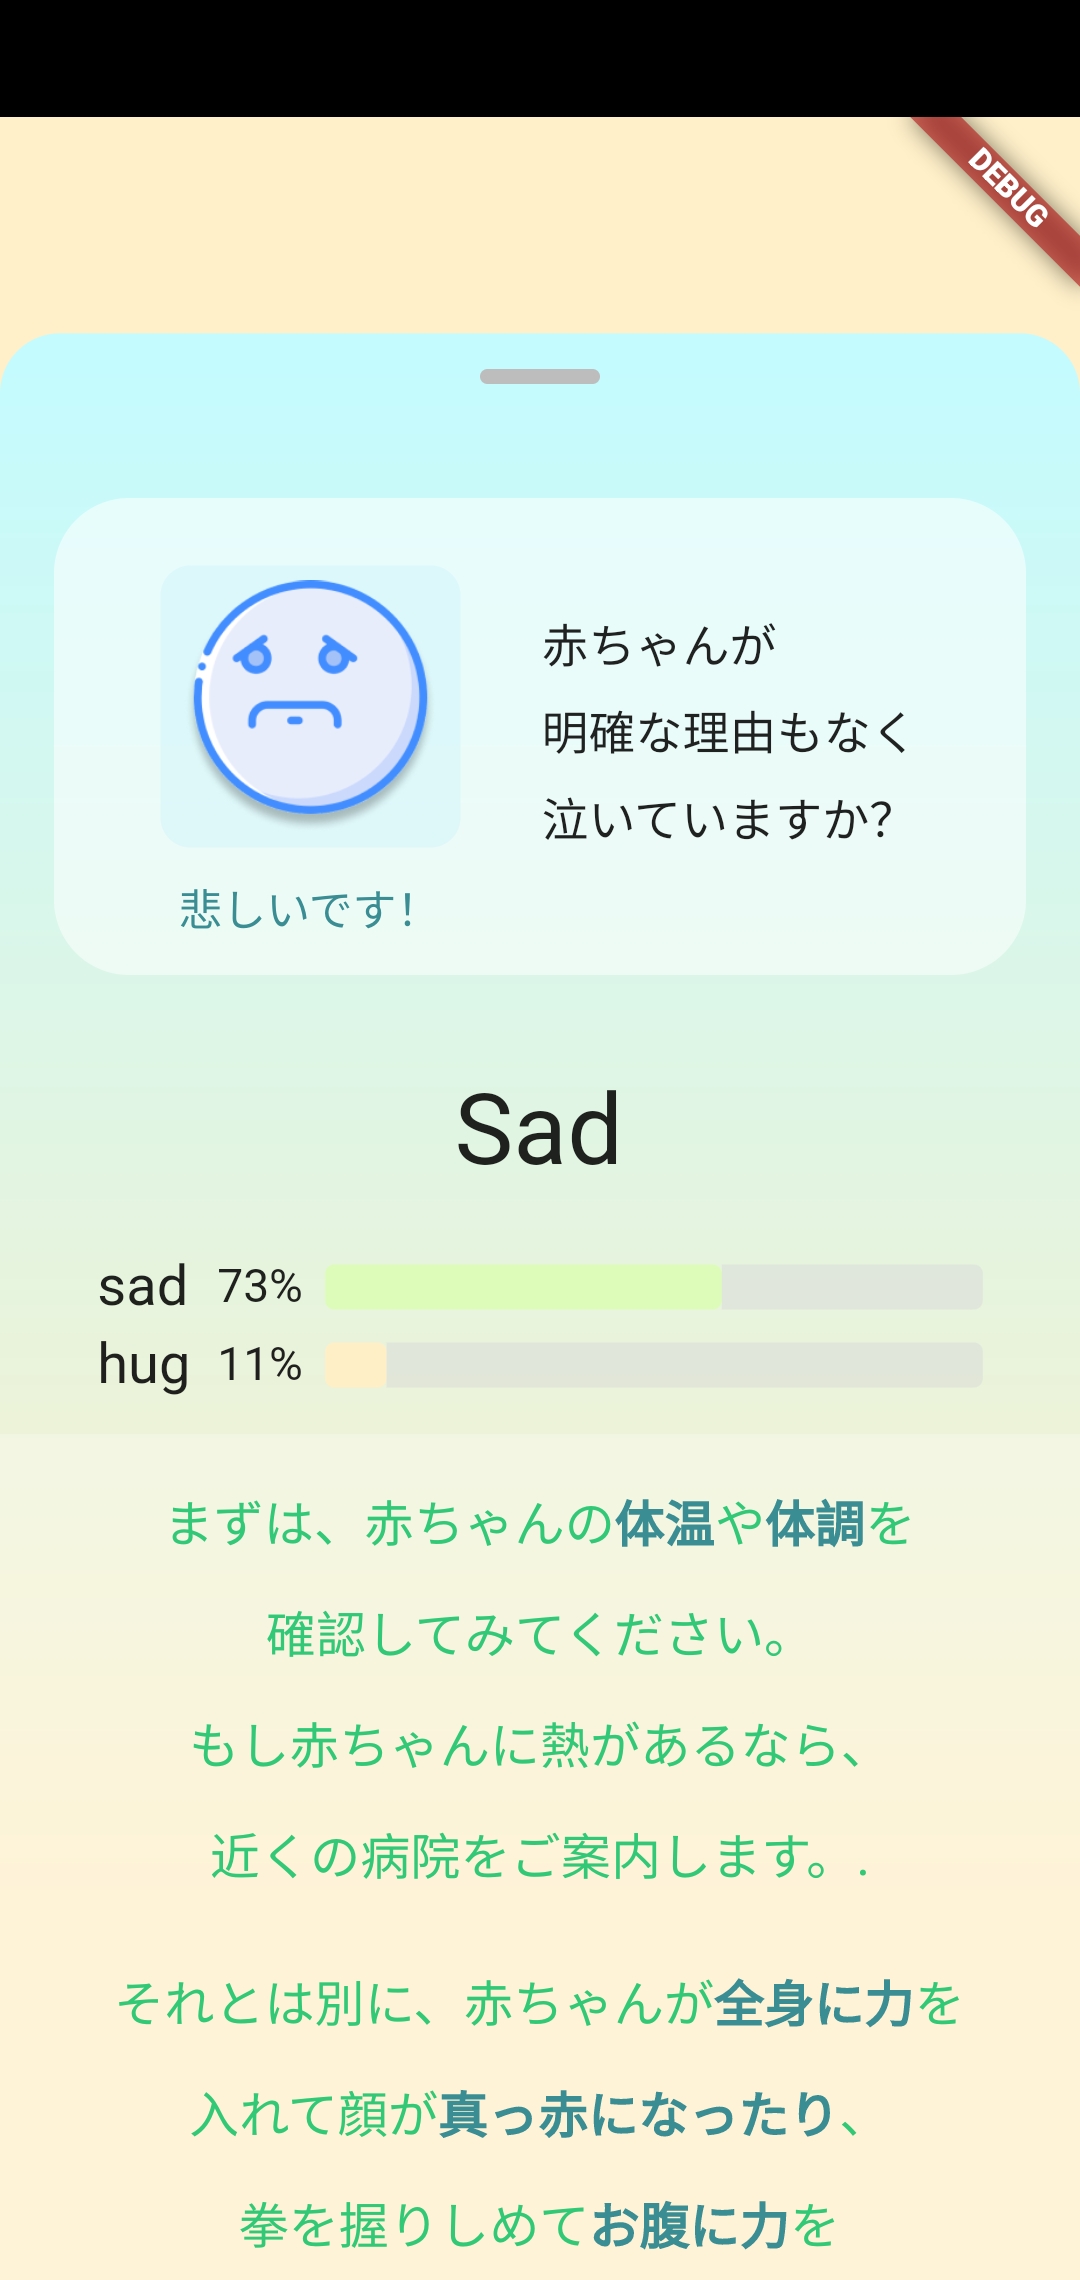 DEBUG
赤ちゃんが
明確な理由もなく
泣いていますか?
悲しいです!
Sad
sad 73%
hug 11%
まずは、赤ちゃんの体温や体調を
確認してみてください。
もし赤ちゃんに熱があるなら、
近くの病院をご案内します。.
それとは別に、赤ちゃんが全身に力を
入れて顔が真っ赤になったり、
拳を握りしめてお腹に力を